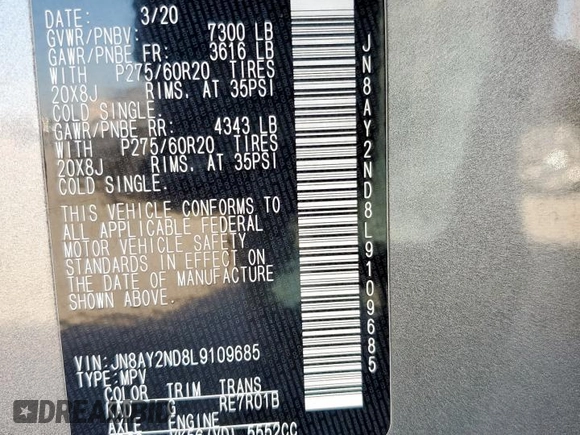 DATE: 3/20
GVWR/PNBV: 7300 LB
GAWR/PNBE FR: 3616 LB
WITH P275/60R20 TIRES
20X8J RIMS, AT 35PSI
COLD SINGLE.
GAWR/PNBE RR: 4343 LB
WITH P275/60R20 TIRES
20X8J RIMS, AT 35PSI
COLD SINGLE.
THIS VEHICLE CONFORMS TO
ALL APPLICABLE FEDERAL
MOTOR VEHICLE SAFETY
STANDARDS IN EFFECT ON
THE DATE OF MANUFACTURE
SHOWN ABOVE.
VIN:JN8AY2ND8L9109685
TYPE:MPV
COLOR TRIM TRANS
G RE7R01B
AXLE ENGINE
5552CC
JN8AY2ND8L9109685